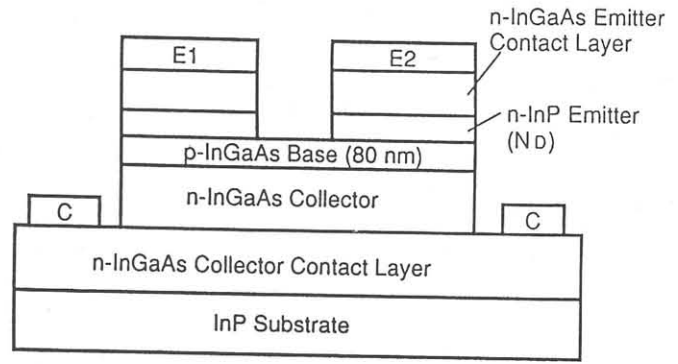 n-InGaAs Emitter
Contact Layer
E1
E2
n-InP Emitter
(ND)
p-InGaAs Base (80 nm)
n-InGaAs Collector
C
C
n-InGaAs Collector Contact Layer
InP Substrate